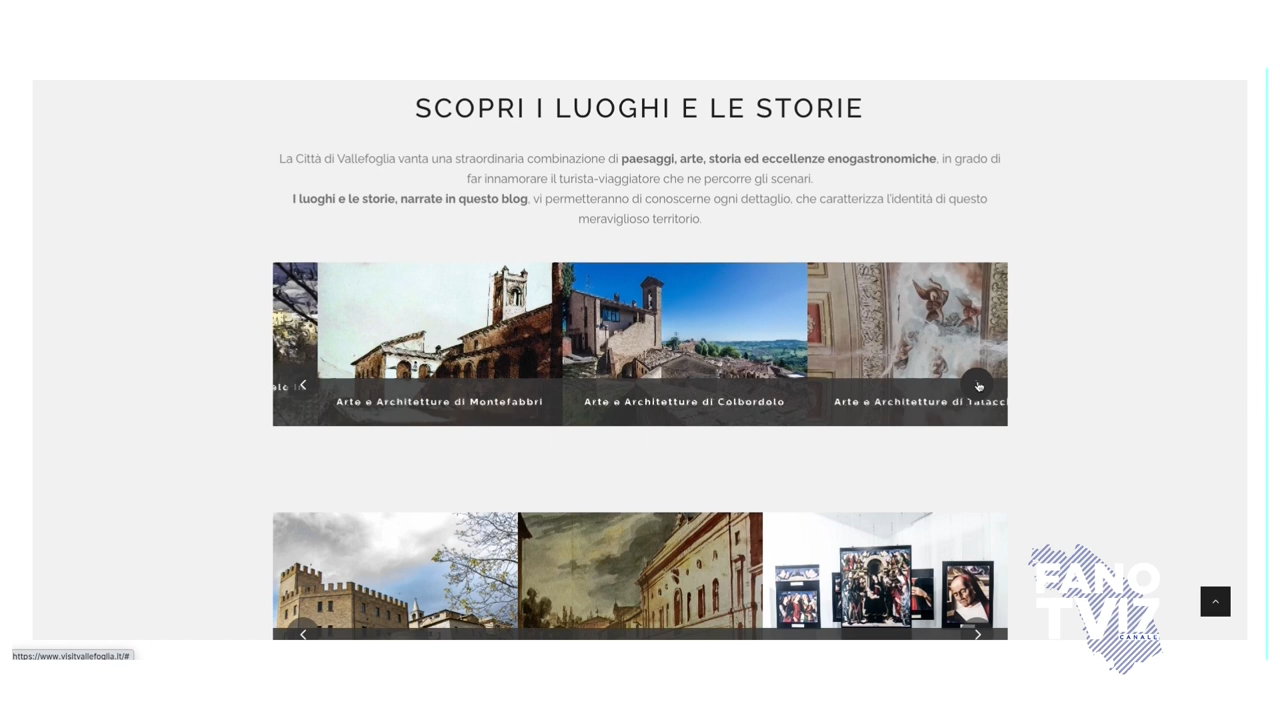 SCOPRI I LUOGHI E LE STORIE
La Città di Vallefoglia vanta una straordinaria combinazione di paesaggi, arte, storia ed eccellenze enogastronomiche, in grado di
far innamorare il turista-viaggiatore che ne percorre gli scenari.
I luoghi e le storie, narrate in questo blog, vi permetteranno di conoscerne ogni dettaglio, che caratterizza l'identità di questo
meraviglioso territorio.
Arte e Architetture di Montefabbri
Arte e Architetture di Colbordolo
Arte e Architetture di Talacc
FANO
TV17
CANALE
https://www.visitvallefoglia.it/#